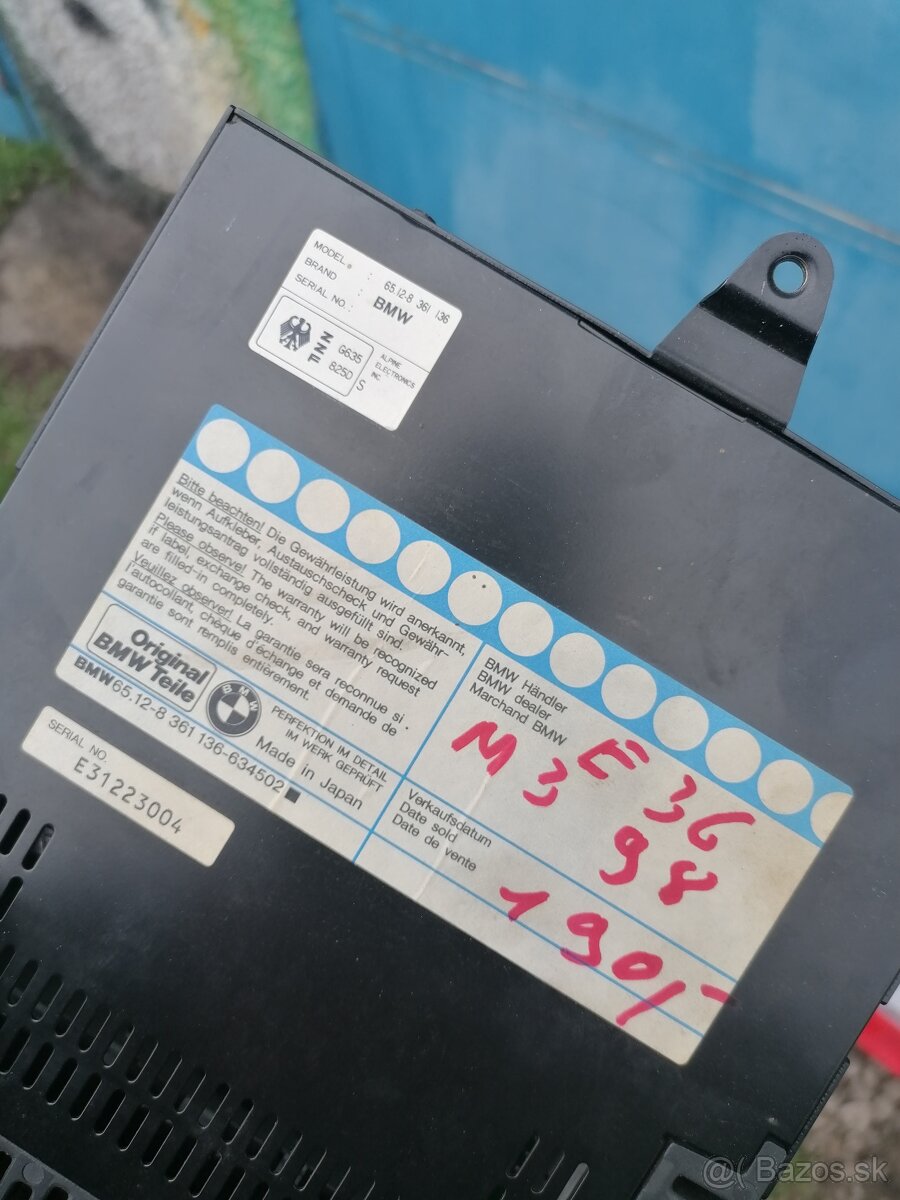 MODEL : 65.12-8 361 136
BRAND : BMW
SERIAL NO. :
ZZF
G635
825D S
ALPINE
ELECTRONICS
INC.
Bitte beachten! Die Gewährleistung wird anerkannt,
wenn Aufkleber, Austauschscheck und Gewähr-
leistungsantrag vollständig ausgefüllt sind.
Please observe! The warranty will be recognized
if label, exchange check, and warranty request
are filled-in completely.
Veuillez observer! La garantie sera reconnue si
l'autocollant, chèque d'échange et demande de
garantie sont remplis entièrement.
Original
BMW Teile
BMW
PERFEKTION IM DETAIL
IM WERK GEPRÜFT
BMW 65.12-8 361 136-634502
Made in Japan
BMW Händler
BMW dealer
Marchand BMW
M3 E36
98
Verkaufsdatum
Date sold
Date de vente
190/-
SERIAL NO.
E31223004
@( Bazos.sk